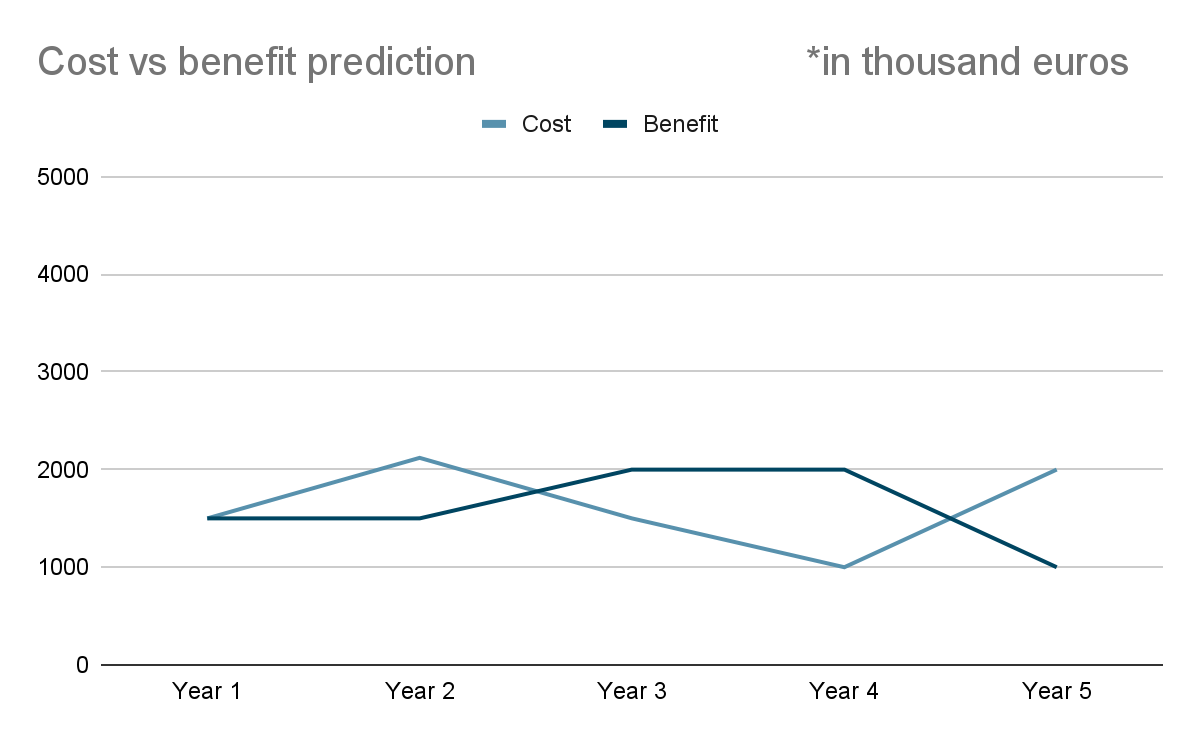 Cost vs benefit prediction *in thousand euros
Cost Benefit
5000
4000
3000
2000
1000
0
Year 1 Year 2 Year 3 Year 4 Year 5